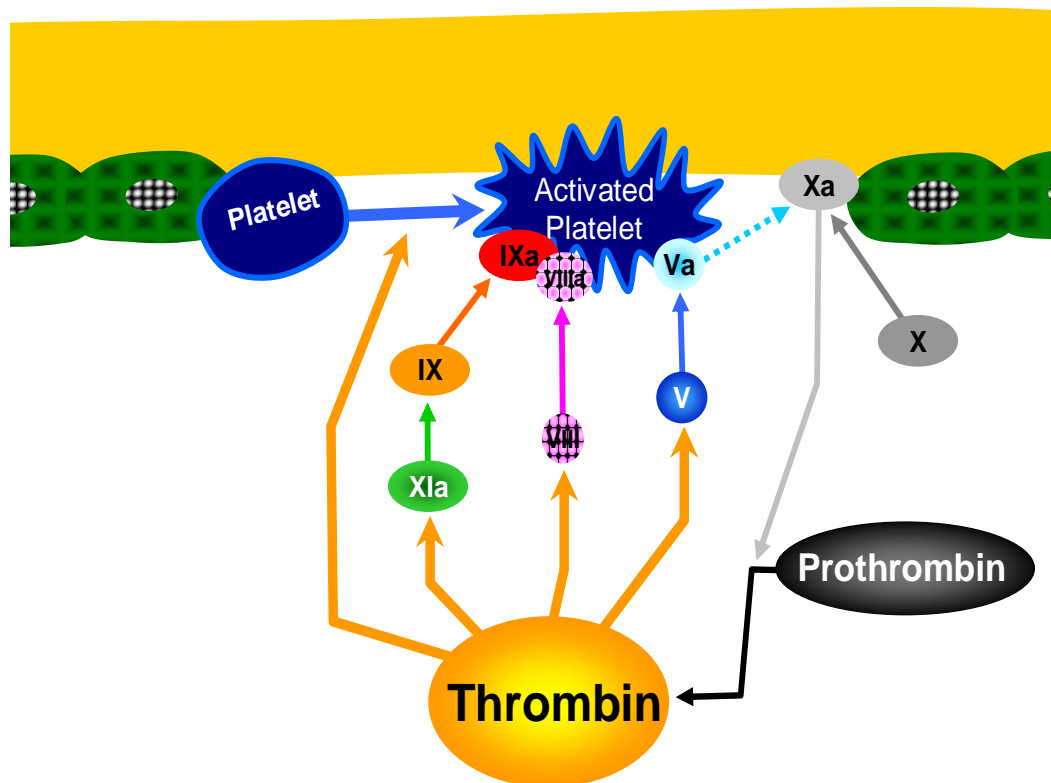 Platelet
Activated
Platelet
Xa
IXa
VIIIa
Va
X
IX
V
VIII
XIa
Prothrombin
Thrombin